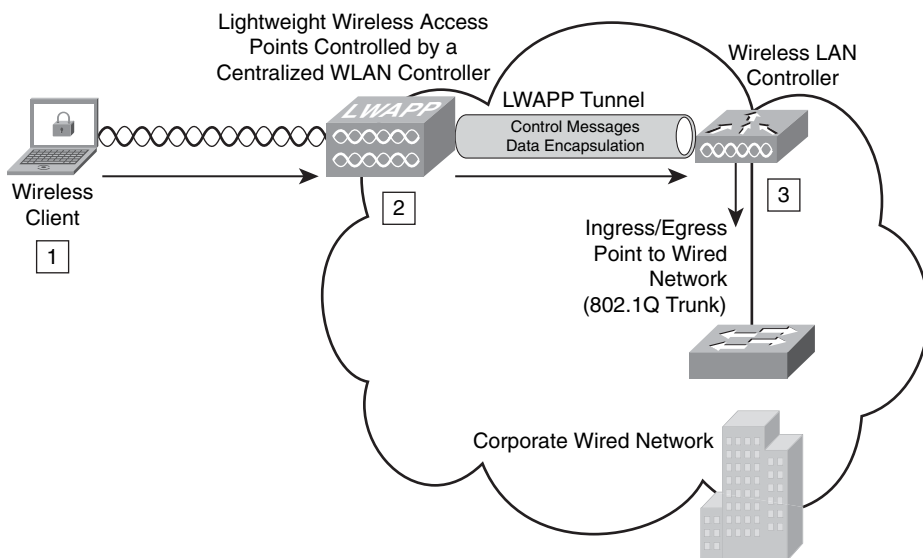 Lightweight Wireless Access
Points Controlled by a
Centralized WLAN Controller
Wireless LAN
Controller
LWAPP
LWAPP Tunnel
Control Messages
Data Encapsulation
Wireless
Client
1
2
3
Ingress/Egress
Point to Wired
Network
(802.1Q Trunk)
Corporate Wired Network